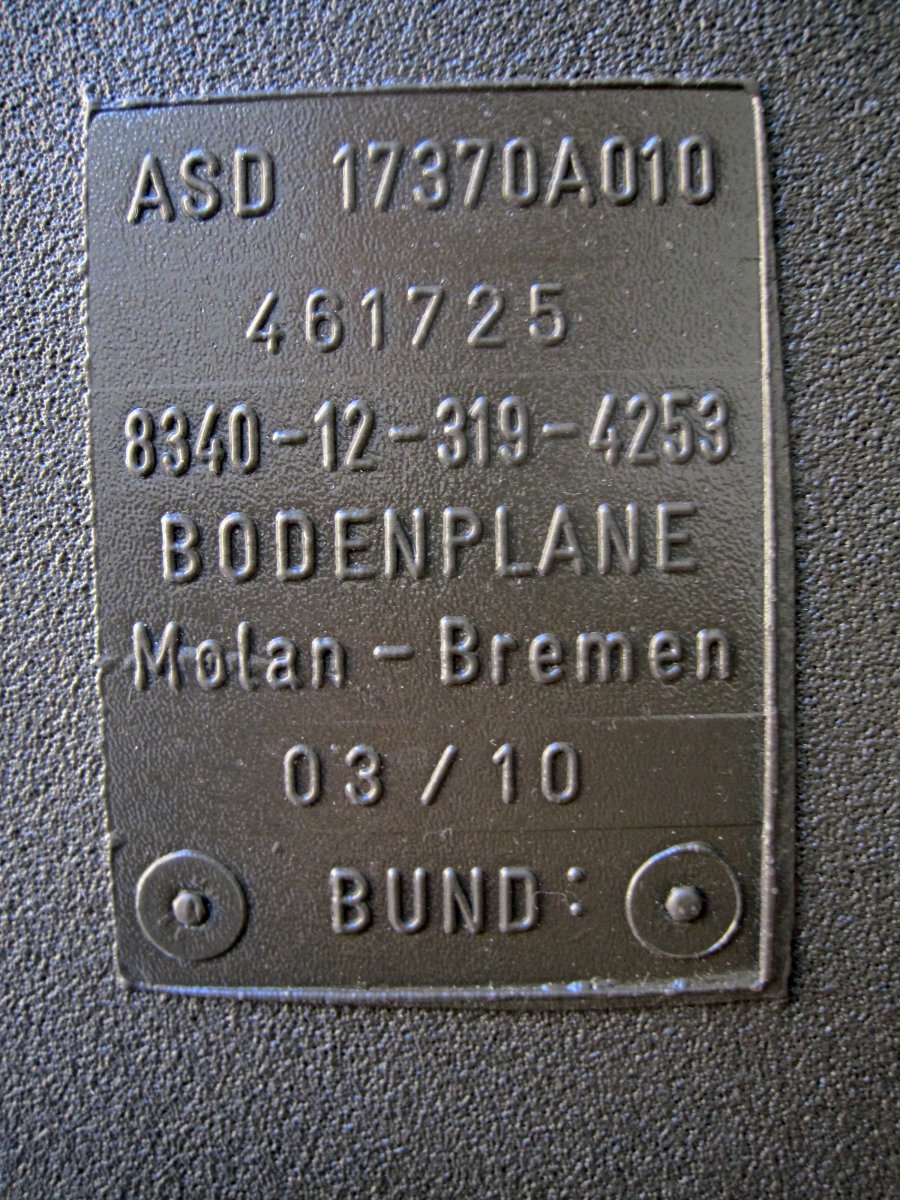 ASD 17370A010
461725
8340-12-319-4253
BODENPLANE
Molan - Bremen
03 / 10
BUND: